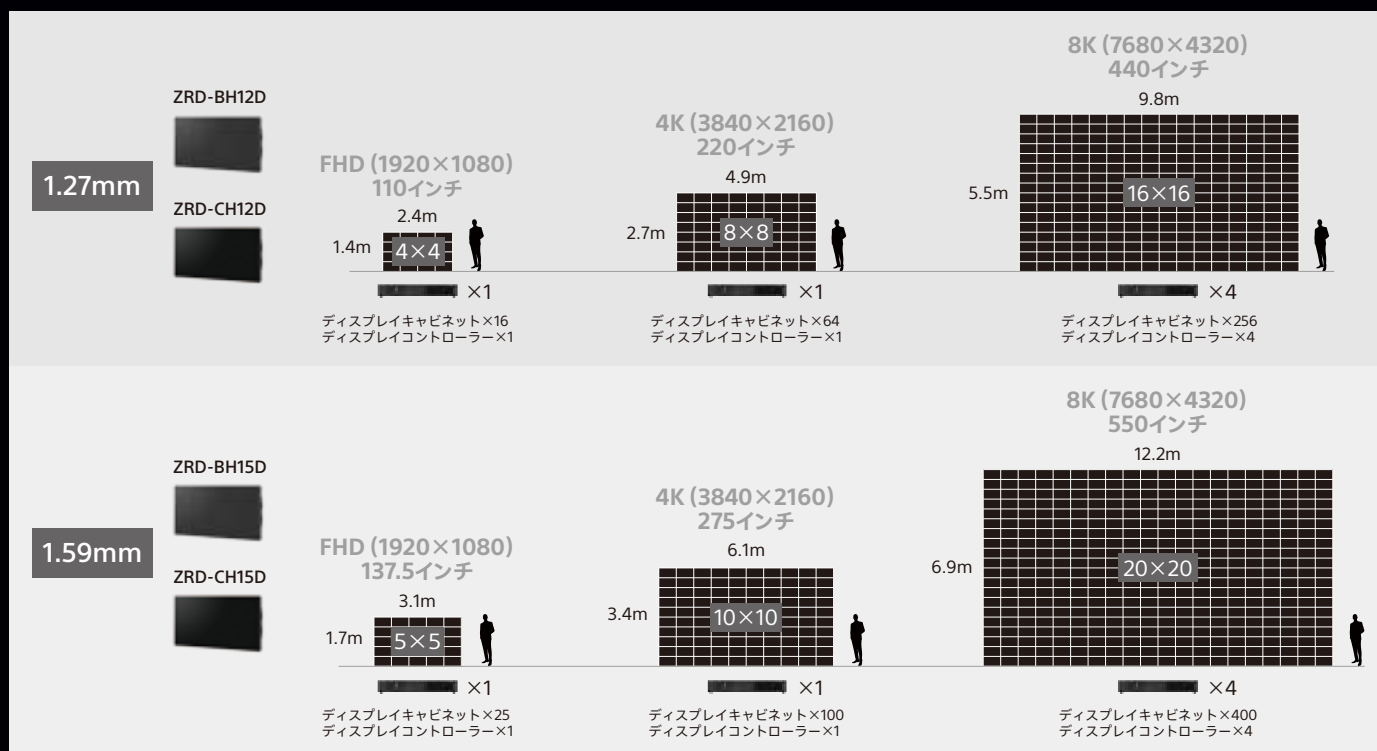 1.27mm
ZRD-BH12D
ZRD-CH12D
FHD (1920×1080)
110インチ
2.4m
1.4m
4×4
×1
ディスプレイキャビネット×16
ディスプレイコントローラー×1
4K (3840×2160)
220インチ
4.9m
2.7m
8×8
×1
ディスプレイキャビネット×64
ディスプレイコントローラー×1
8K (7680×4320)
440インチ
9.8m
5.5m
16×16
×4
ディスプレイキャビネット×256
ディスプレイコントローラー×4
1.59mm
ZRD-BH15D
ZRD-CH15D
FHD (1920×1080)
137.5インチ
3.1m
1.7m
5×5
×1
ディスプレイキャビネット×25
ディスプレイコントローラー×1
4K (3840×2160)
275インチ
6.1m
3.4m
10×10
×1
ディスプレイキャビネット×100
ディスプレイコントローラー×1
8K (7680×4320)
550インチ
12.2m
6.9m
20×20
×4
ディスプレイキャビネット×400
ディスプレイコントローラー×4